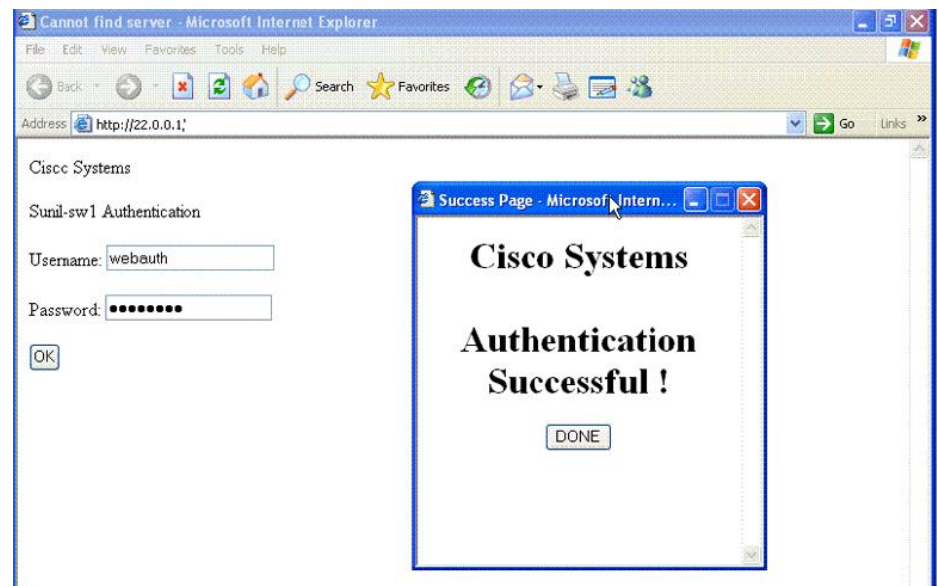 Cannot find server - Microsoft Internet Explorer
File Edit View Favorites Tools Help
Back Search Favorites
Address http://22.0.0.1;' Go Links »
Ciscc Systems
Sunil-sw1 Authentication
Username: webauth
Password: ●●●●●●●●
OK
Success Page - Microsoft Intern...
Cisco Systems
Authentication
Successful !
DONE